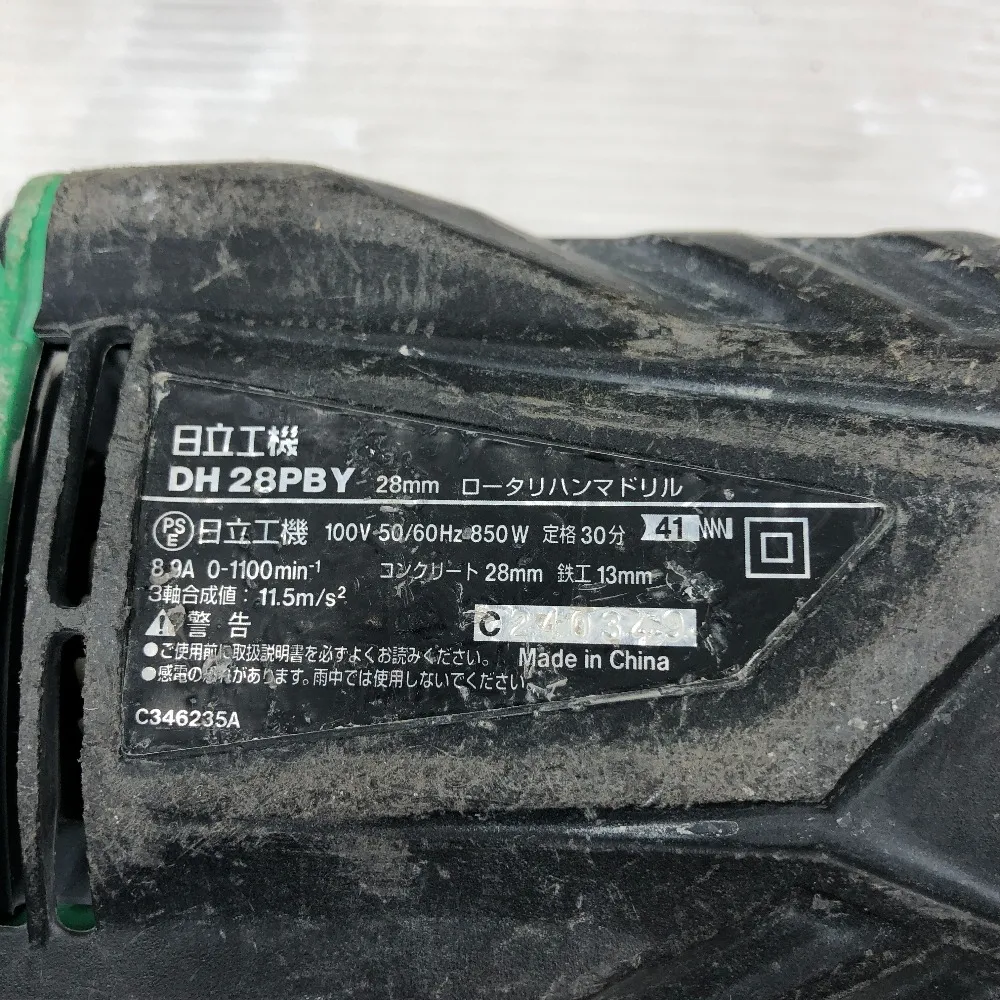 日立工機
DH 28PBY 28mm ロータリハンマドリル
PS E 日立工機 100V 50/60Hz 850W 定格 30分 41
8.9A 0-1100min⁻¹ コンクリート 28mm 鉄工 13mm
3軸合成値: 11.5m/s²
警告
C
●ご使用前に取扱説明書を必ずよくお読みください。
Made in China
●感電の恐れがあります。雨中では使用しないでください。
C346235A